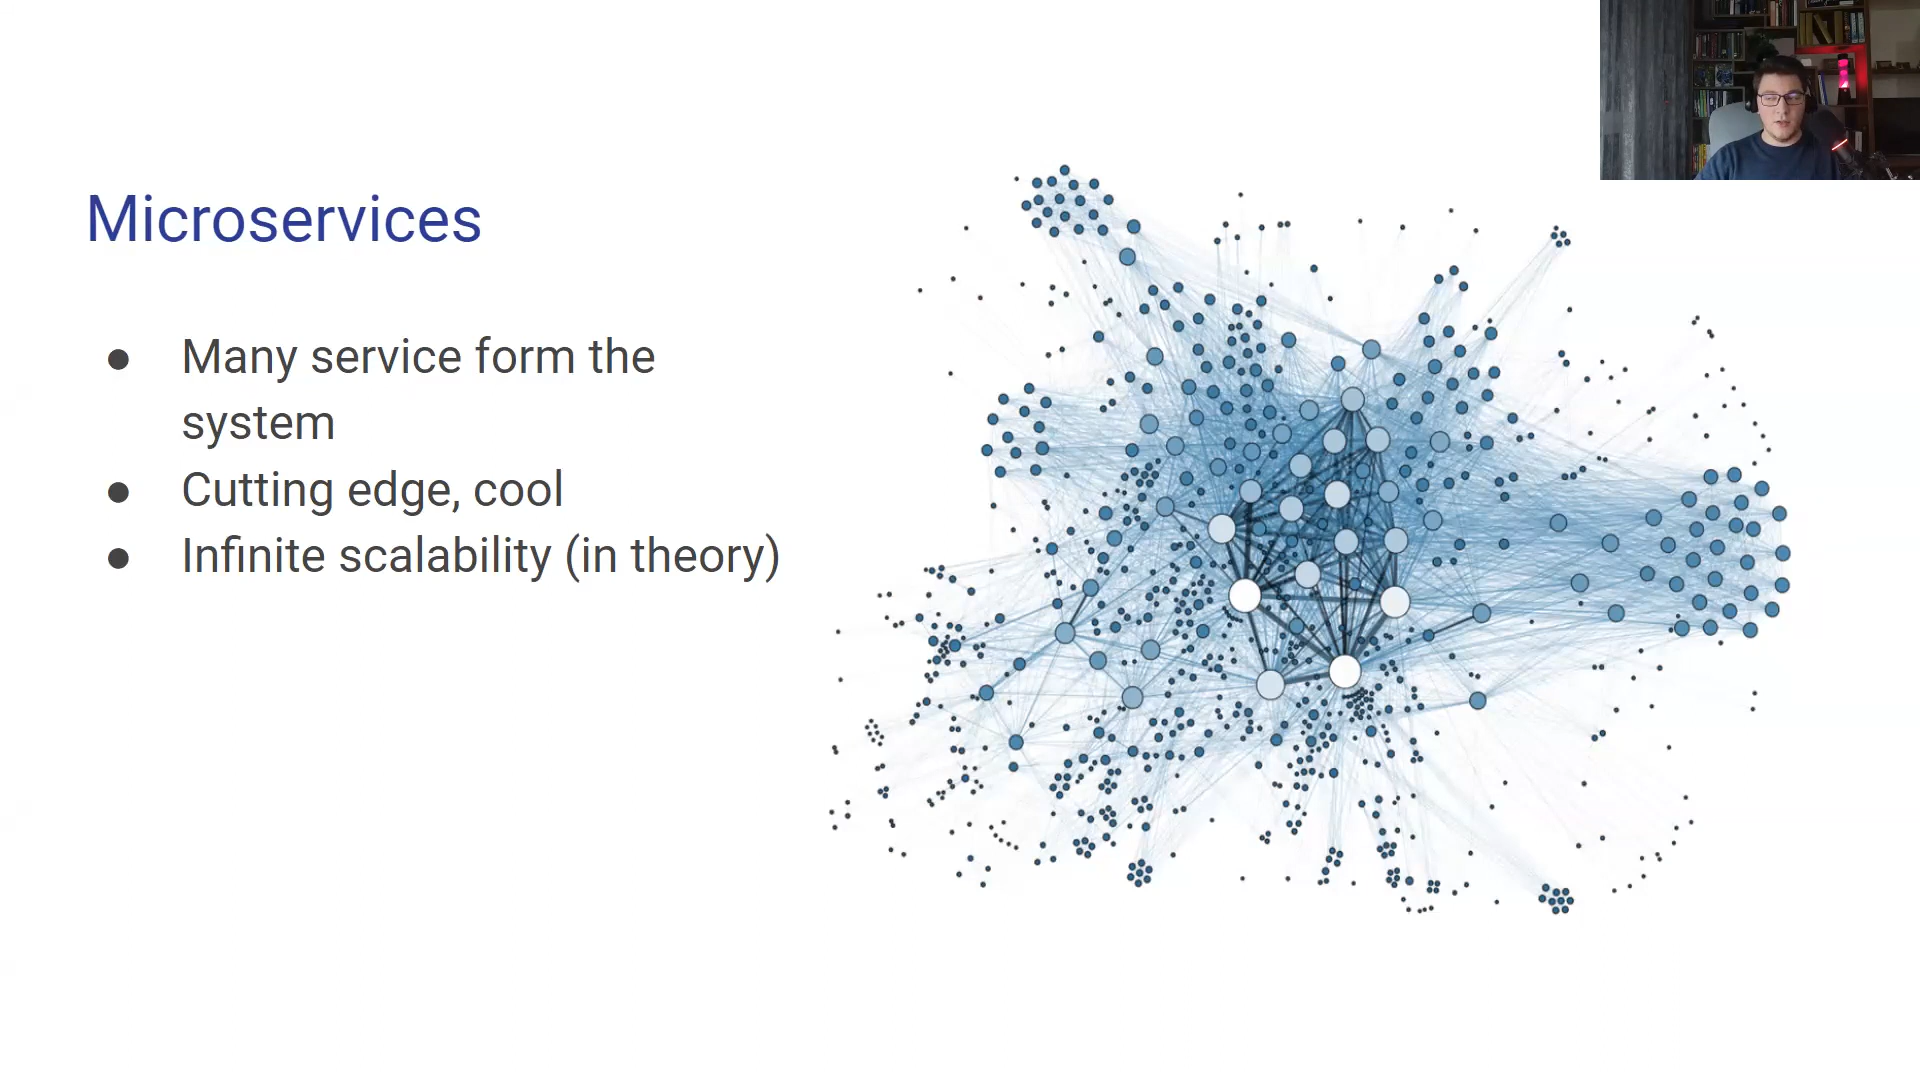 Microservices
● Many service form the
system
● Cutting edge, cool
● Infinite scalability (in theory)